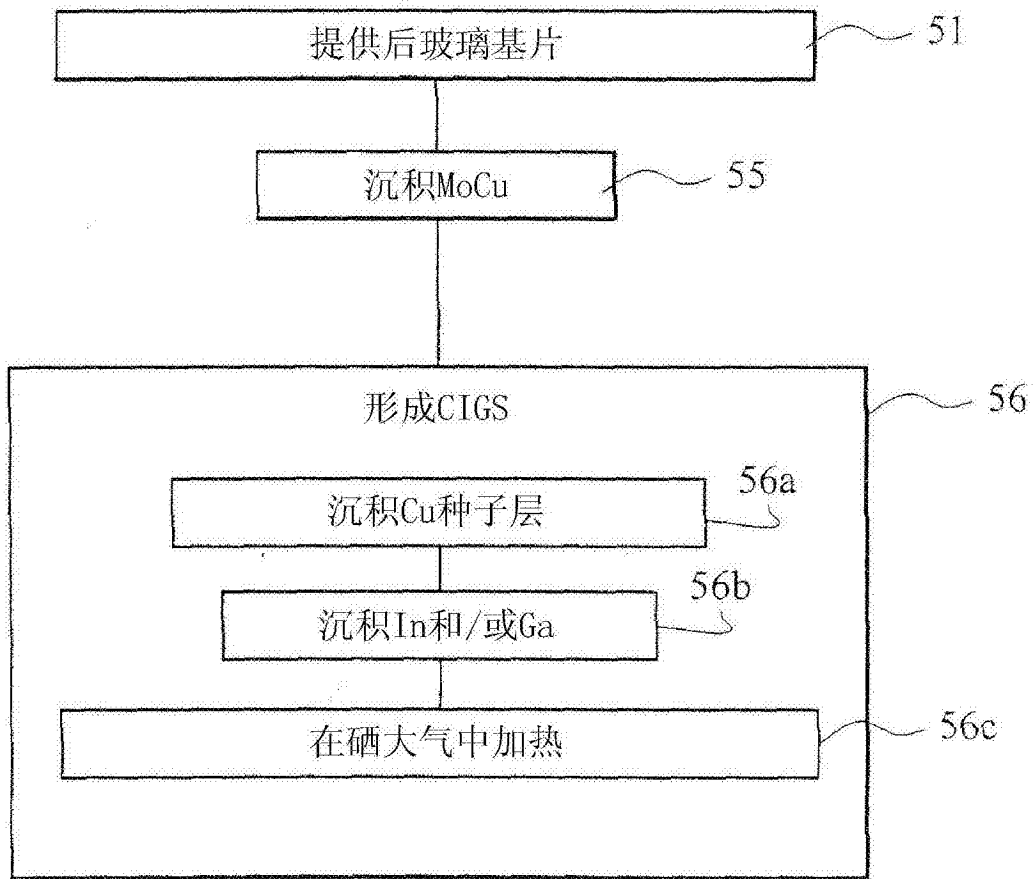 提供后玻璃基片
51
沉积MoCu
55
形成CIGS
56
沉积Cu种子层
56a
沉积In和/或Ga
56b
在硒大气中加热
56c